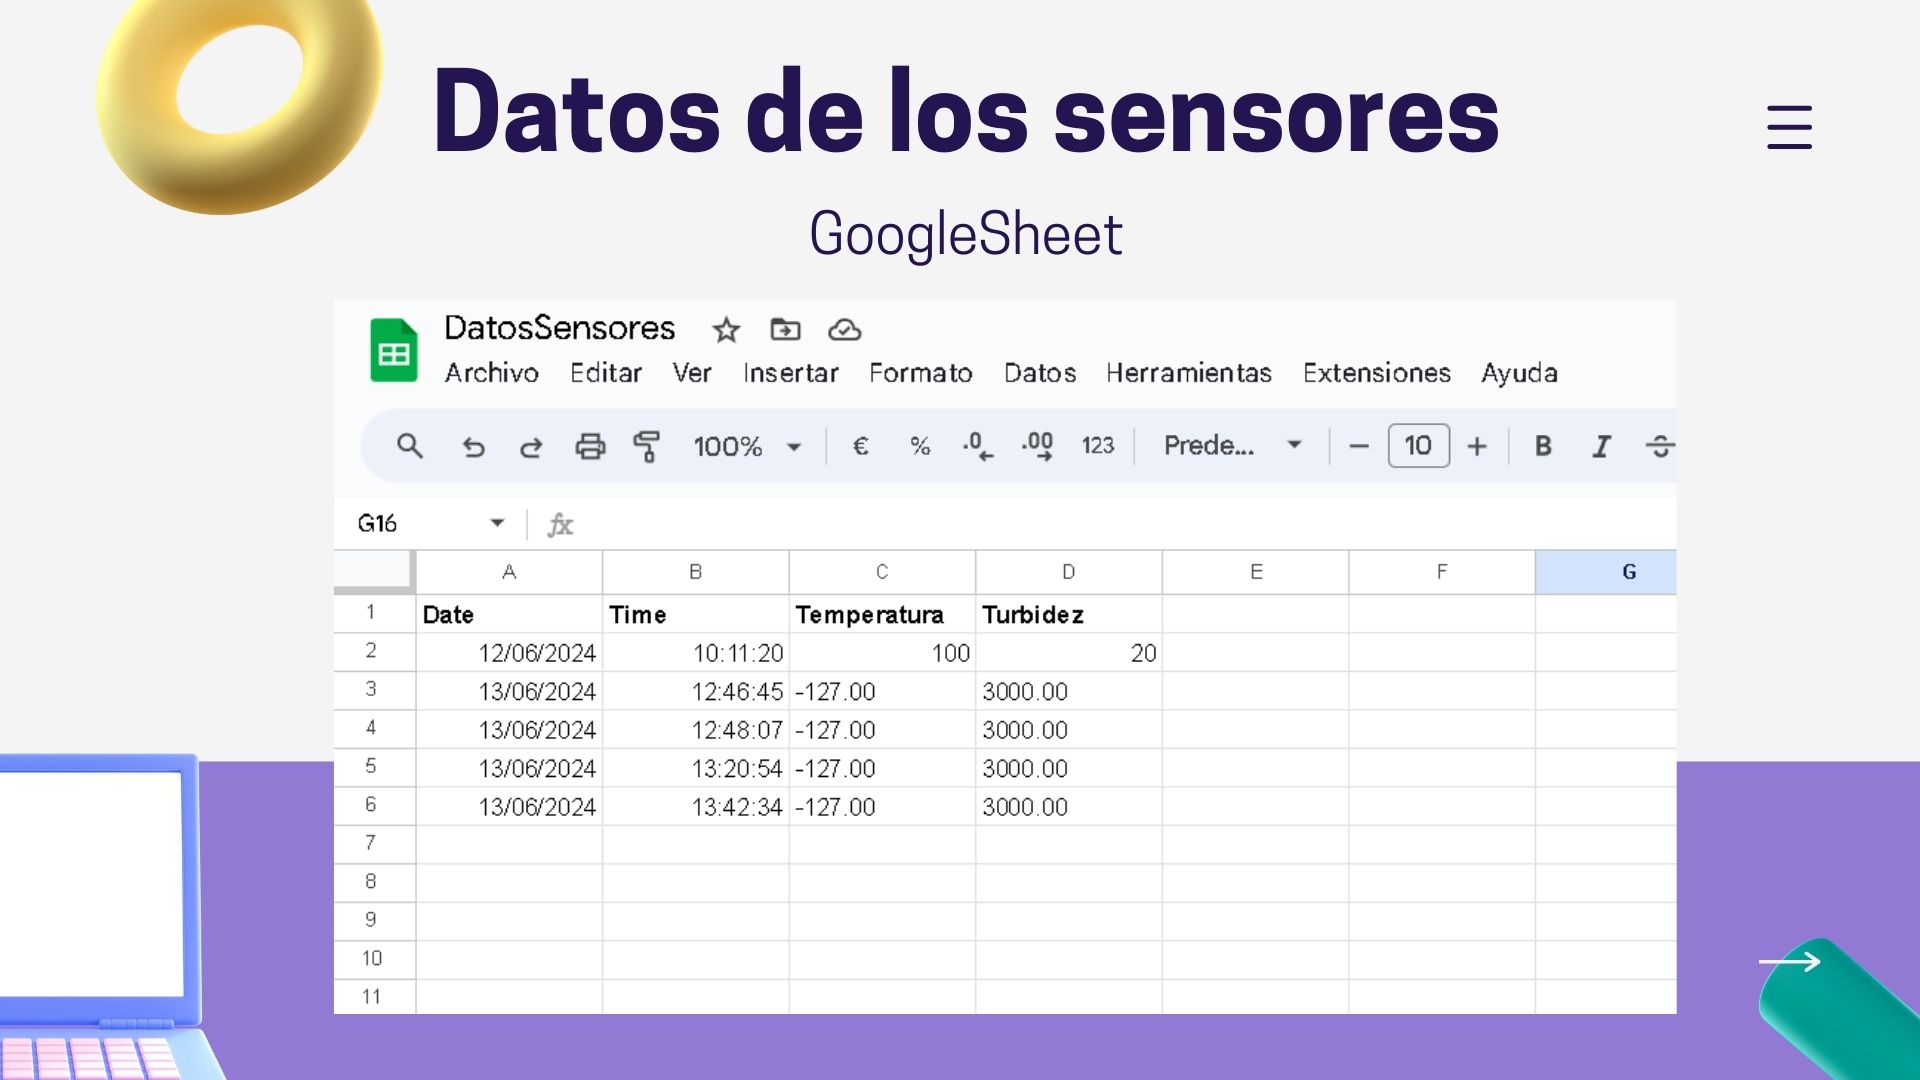 Datos de los sensores
GoogleSheet
DatosSensores
Archivo Editar Ver Insertar Formato Datos Herramientas Extensiones Ayuda
100% € % .0 .00 123 Prede... 10 B I S
G16 fx
A B C D E F G
1 Date Time Temperatura Turbidez
2 12/06/2024 10:11:20 100 20
3 13/06/2024 12:46:45 -127.00 3000.00
4 13/06/2024 12:48:07 -127.00 3000.00
5 13/06/2024 13:20:54 -127.00 3000.00
6 13/06/2024 13:42:34 -127.00 3000.00
7
8
9
10
11